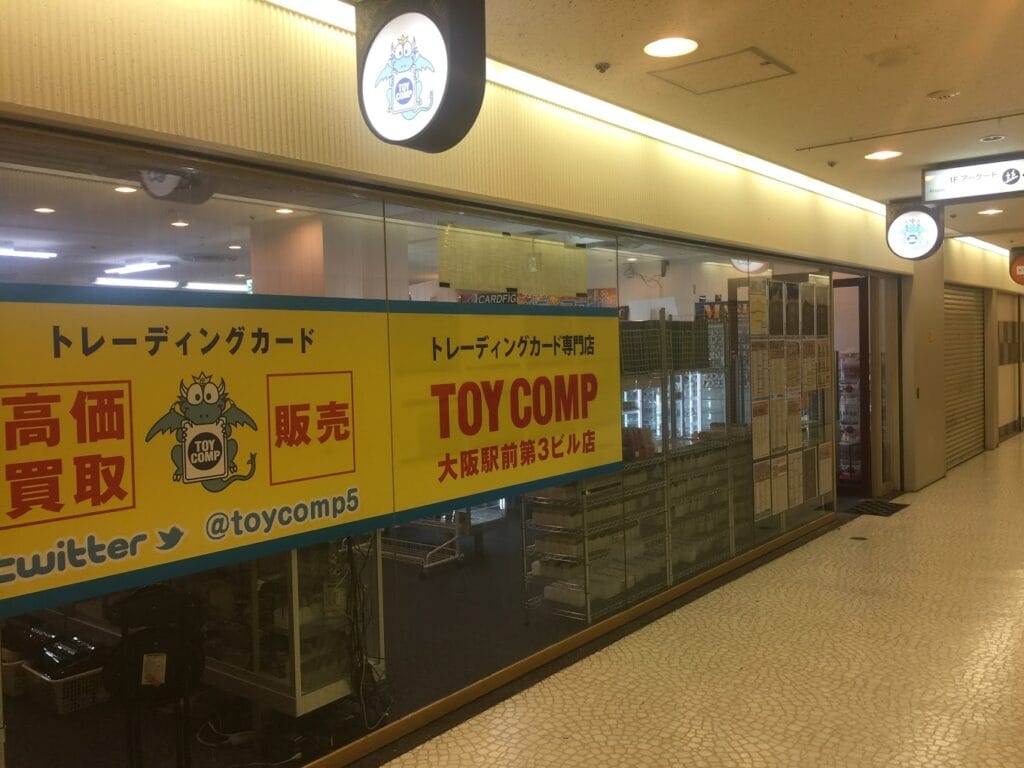 TOY
COMP
1F アーケード
CARDFIG
トレーディングカード
高価
買取
TOY
COMP
販売
twitter @toycomp5
トレーディングカード専門店
TOY COMP
大阪駅前第3ビル店